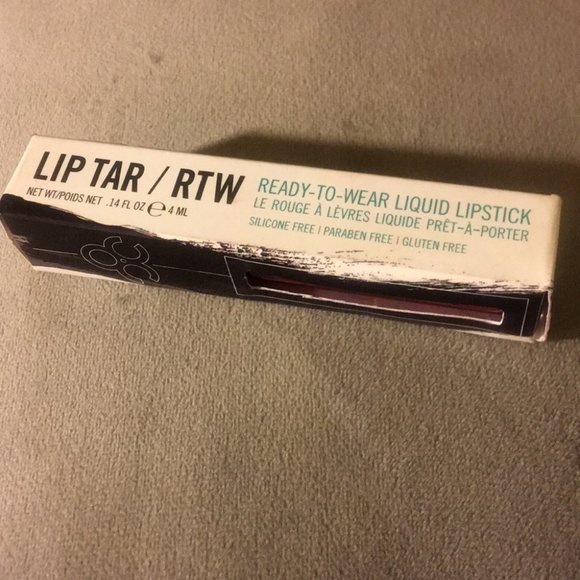 LIP TAR / RTW
NET WT/POIDS NET .14 FL OZ ℮ 4 ML
READY-TO-WEAR LIQUID LIPSTICK
LE ROUGE À LÈVRES LIQUIDE PRÊT-À-PORTER
SILICONE FREE | PARABEN FREE | GLUTEN FREE